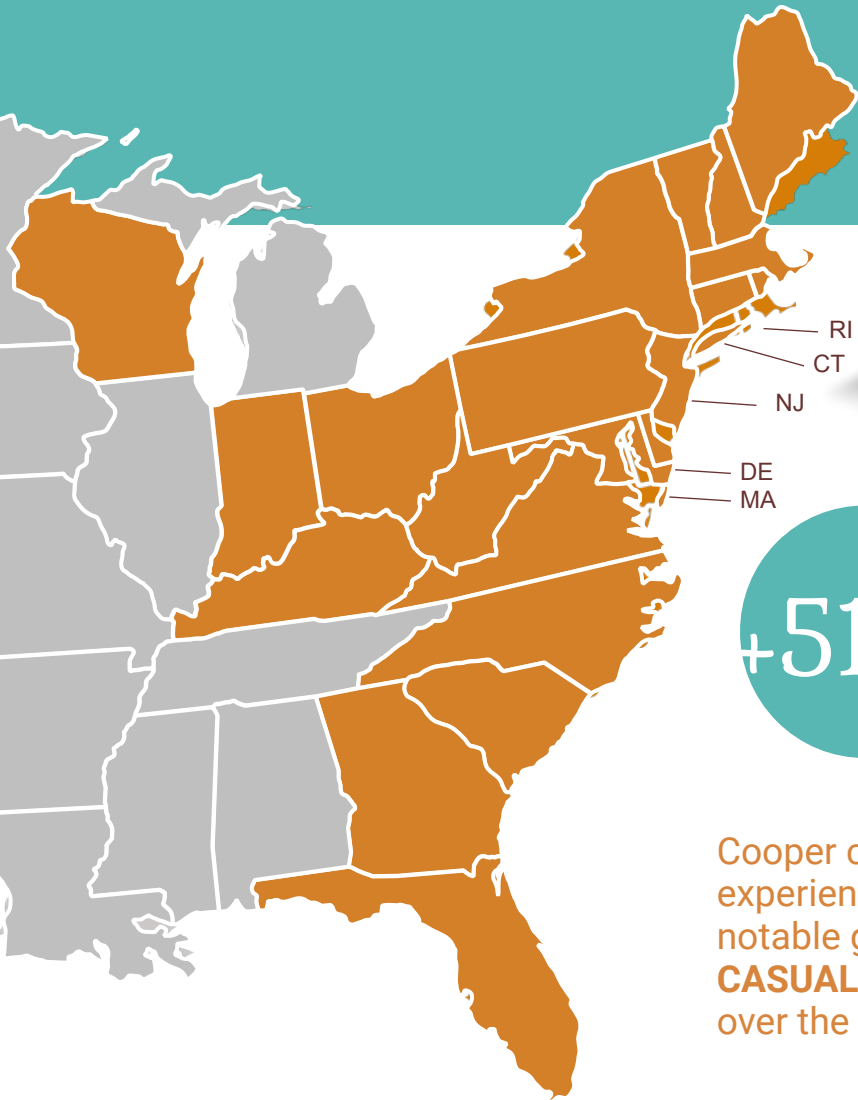 RI
CT
NJ
DE
MA
+51
Cooper
experien
notable
CASUAL
over the